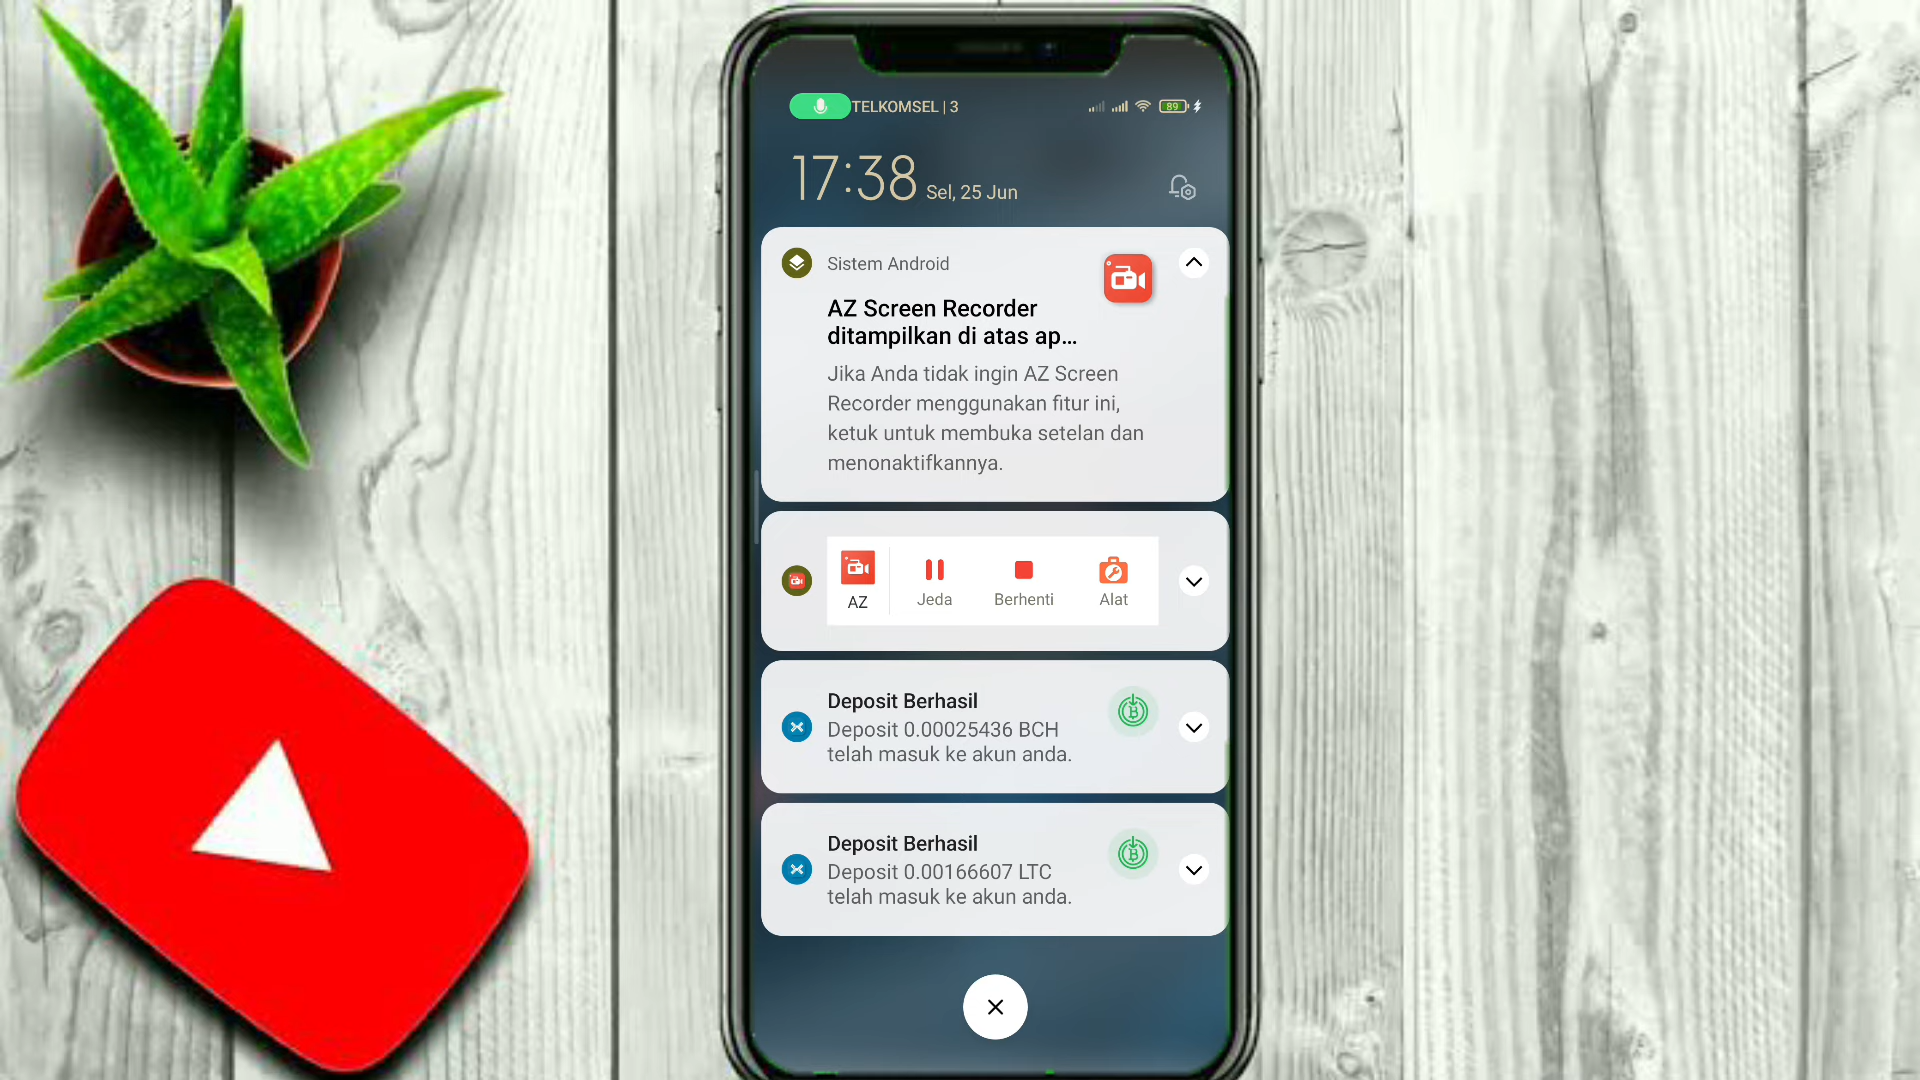 TELKOMSEL | 3
89
17:38 Sel, 25 Jun
Sistem Android
AZ Screen Recorder
ditampilkan di atas ap...
Jika Anda tidak ingin AZ Screen
Recorder menggunakan fitur ini,
ketuk untuk membuka setelan dan
menonaktifkannya.
AZ
Jeda
Berhenti
Alat
Deposit Berhasil
Deposit 0.00025436 BCH
telah masuk ke akun anda.
Deposit Berhasil
Deposit 0.00166607 LTC
telah masuk ke akun anda.